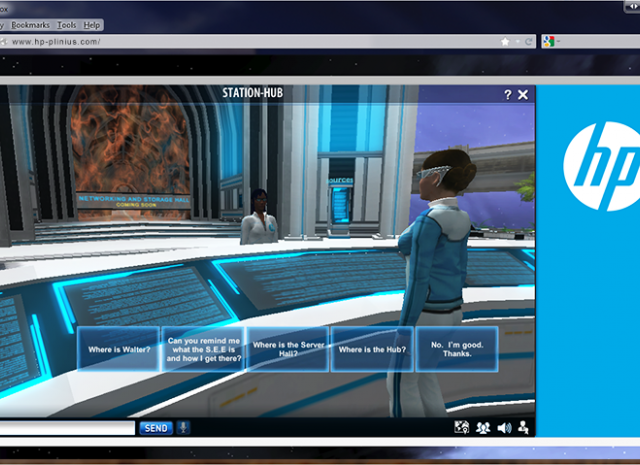 ox
y Bookmarks Tools Help
www.hp-plinius.com/
STATION-HUB
?
hp
ources
NETWORKING AND STORAGE HALL
COMING SOON
Where is Walter?
Can you remind me
what the S.E.E is
and how I get there?
Where is the Server
Hall?
Where is the Hub?
No. I'm good.
Thanks.
SEND